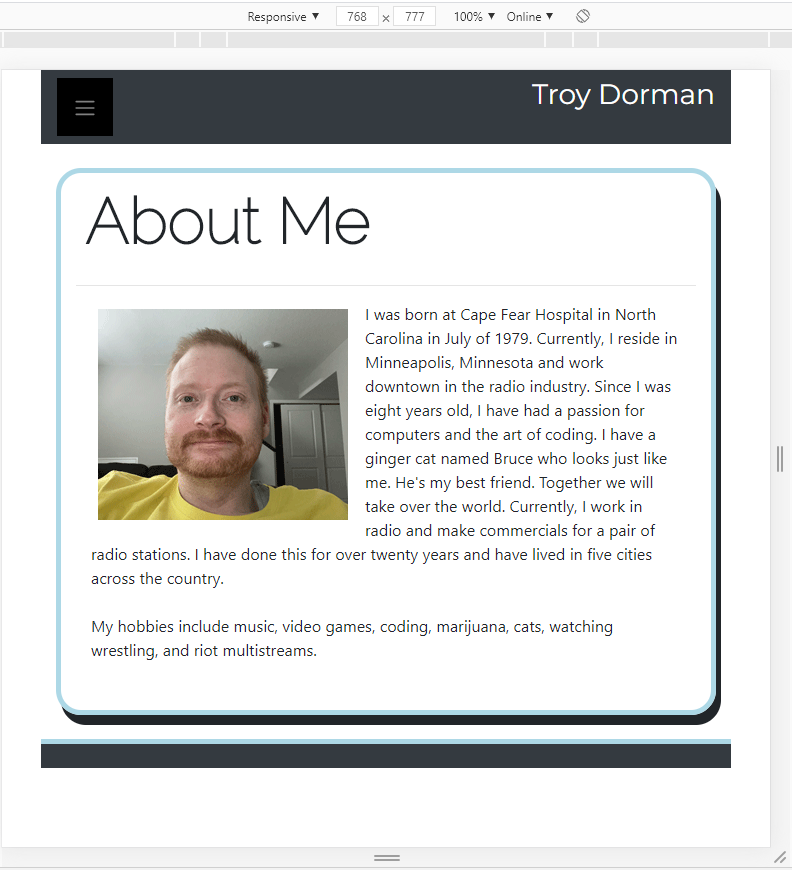 Responsive ▼ 768 × 777 100% ▼ Online ▼
Troy Dorman
About Me
I was born at Cape Fear Hospital in North
Carolina in July of 1979. Currently, I reside in
Minneapolis, Minnesota and work
downtown in the radio industry. Since I was
eight years old, I have had a passion for
computers and the art of coding. I have a
ginger cat named Bruce who looks just like
me. He's my best friend. Together we will
take over the world. Currently, I work in
radio and make commercials for a pair of
radio stations. I have done this for over twenty years and have lived in five cities
across the country.
My hobbies include music, video games, coding, marijuana, cats, watching
wrestling, and riot multistreams.